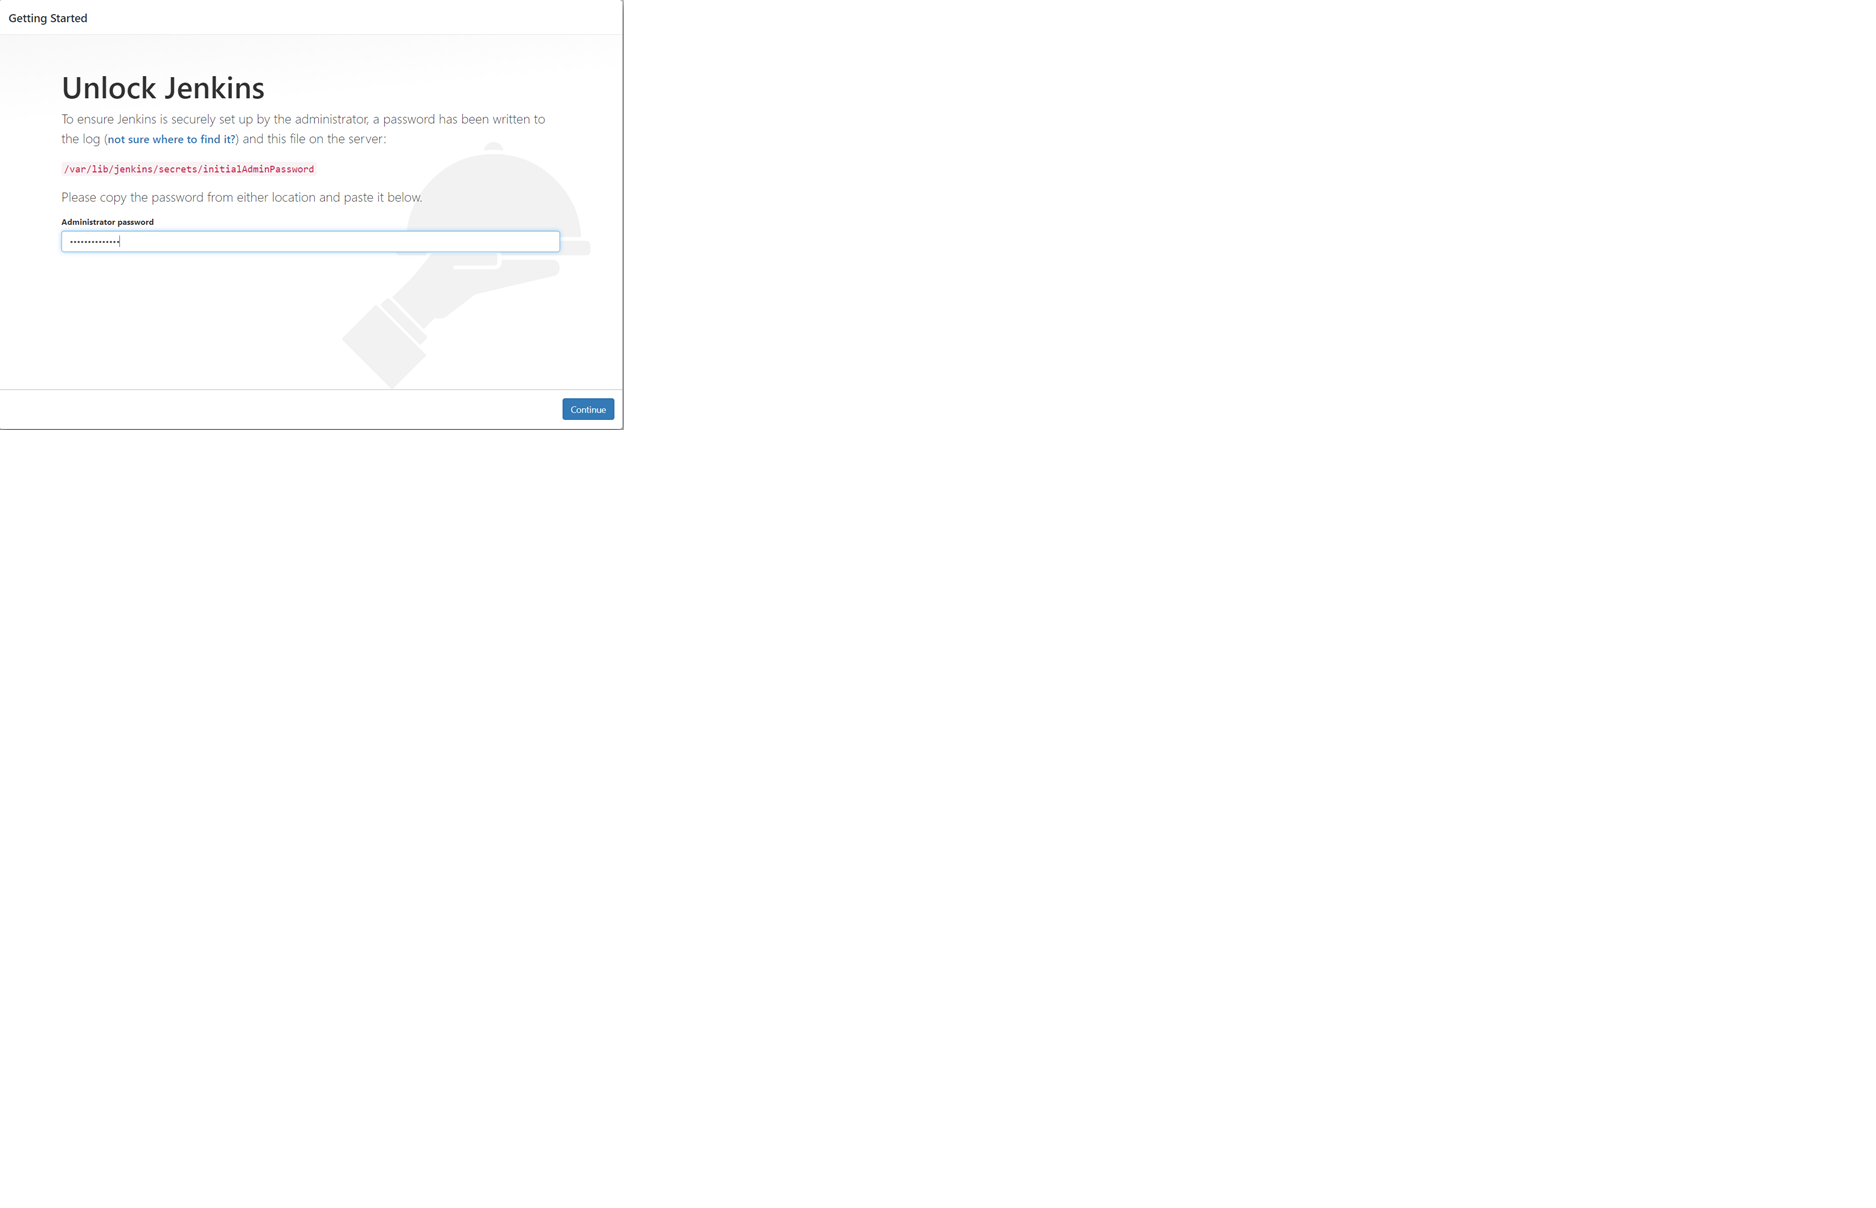 Getting Started
Unlock Jenkins
To ensure Jenkins is securely set up by the administrator, a password has been written to
the log (not sure where to find it?) and this file on the server:
/var/lib/jenkins/secrets/initialAdminPassword
Please copy the password from either location and paste it below.
Administrator password
••••••••••••••
Continue